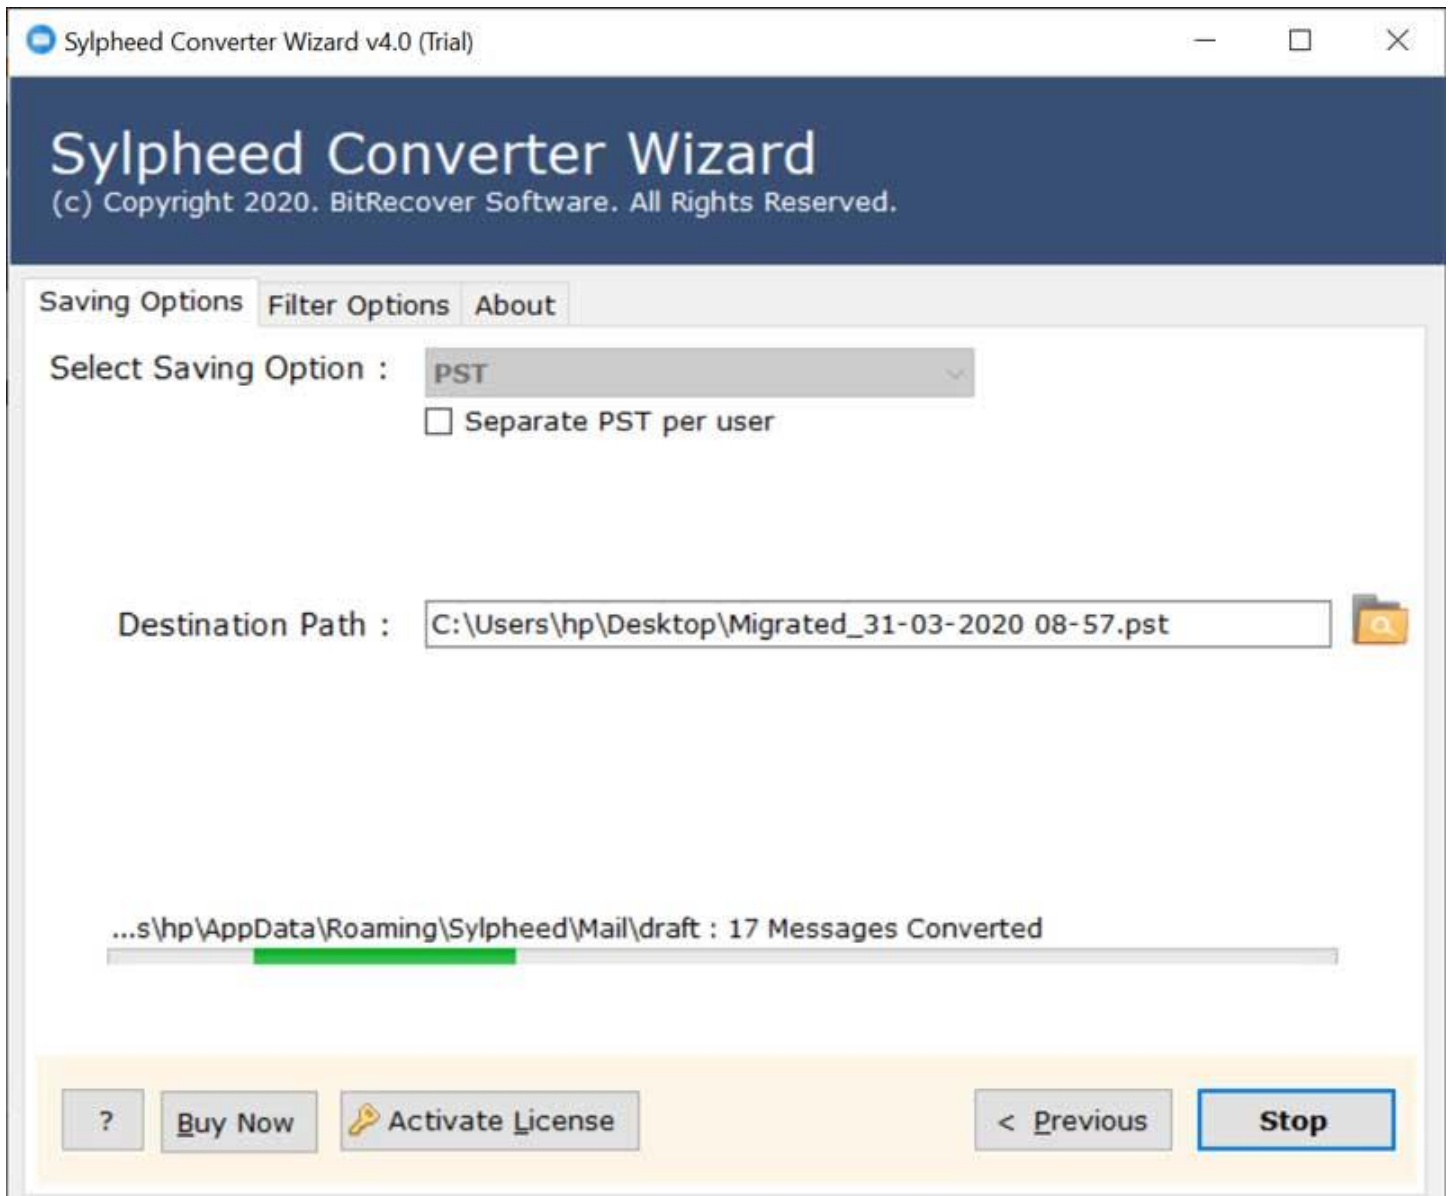 Sylpheed Converter Wizard v4.0 (Trial)
Sylpheed Converter Wizard
(c) Copyright 2020. BitRecover Software. All Rights Reserved.
Saving Options Filter Options About
Select Saving Option : PST
Separate PST per user
Destination Path : C:\Users\hp\Desktop\Migrated_31-03-2020 08-57.pst
...s\hp\AppData\Roaming\Sylpheed\Mail\draft : 17 Messages Converted
? Buy Now Activate License < Previous Stop